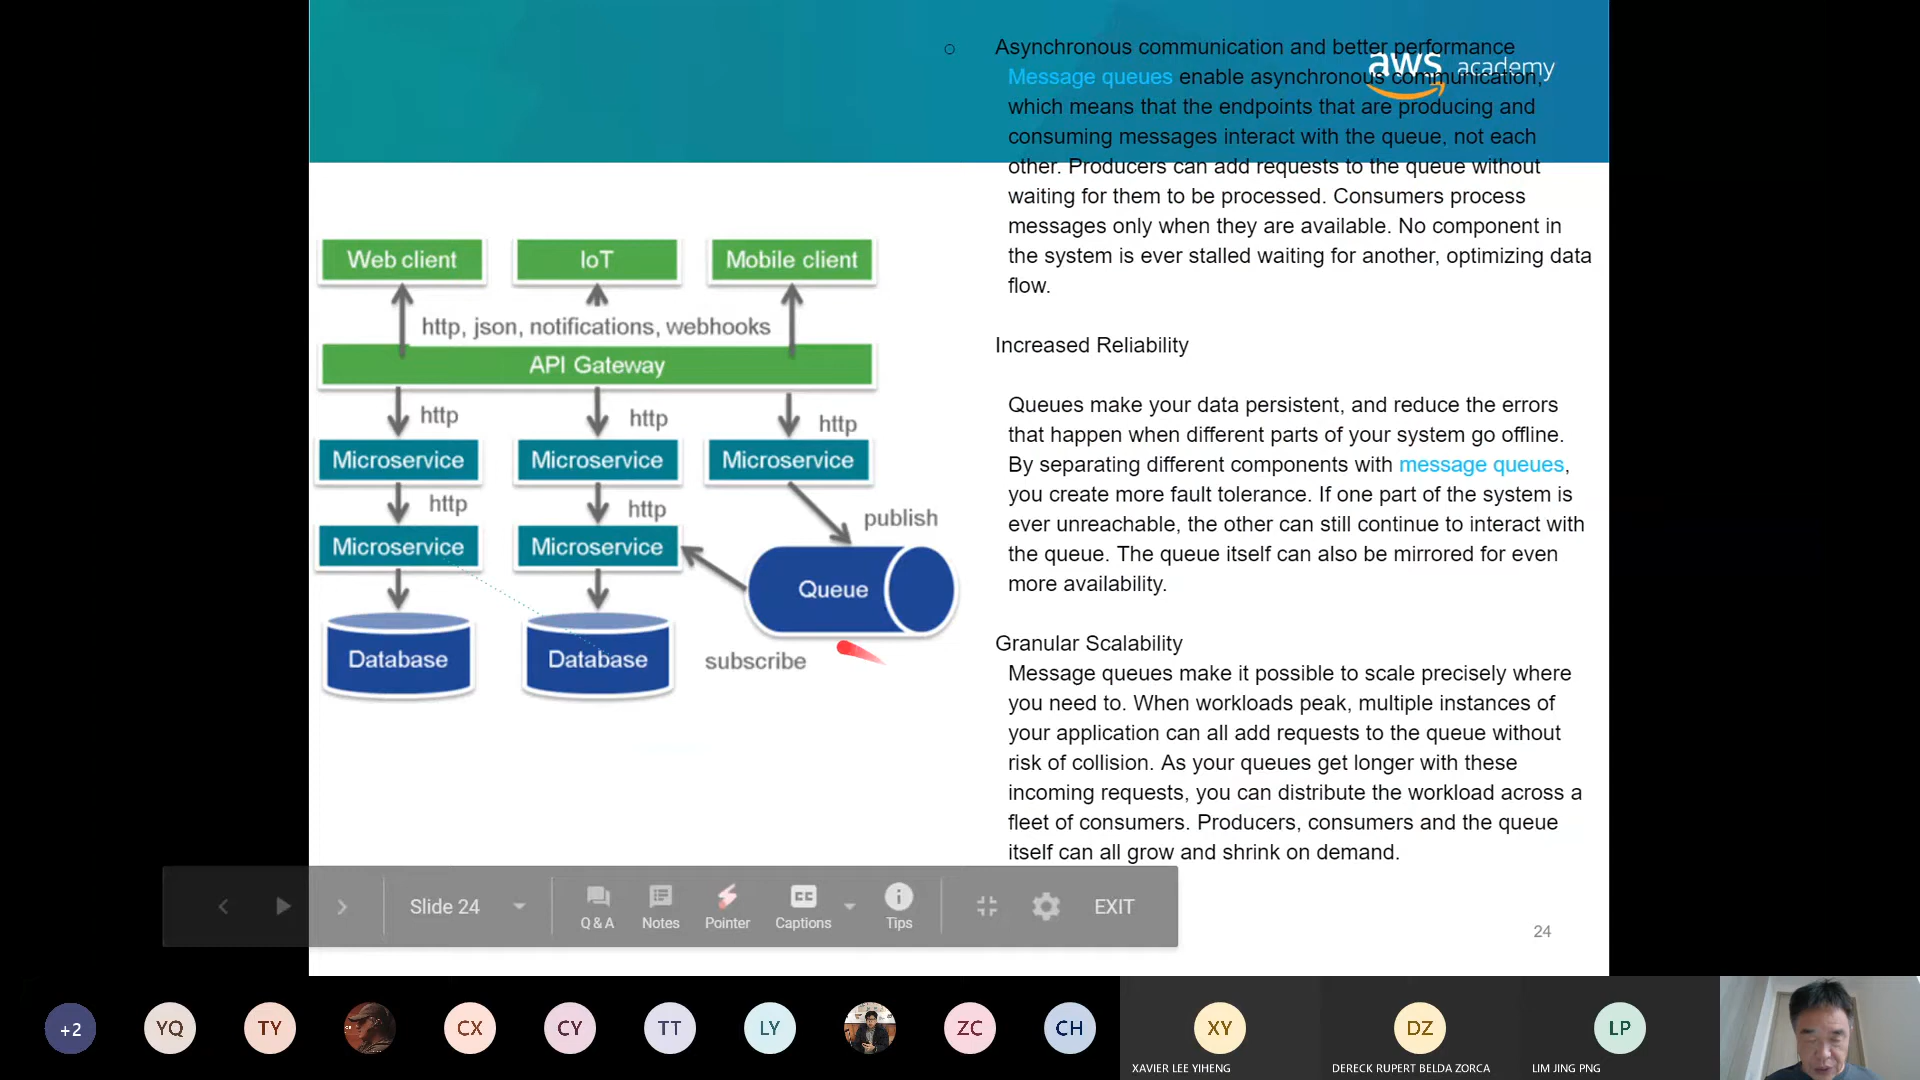 Asynchronous communication and better performance
aws academy
Message queues enable asynchronous communication,
which means that the endpoints that are producing and
consuming messages interact with the queue, not each
other. Producers can add requests to the queue without
waiting for them to be processed. Consumers process
messages only when they are available. No component in
the system is ever stalled waiting for another, optimizing data
flow.
Increased Reliability
Queues make your data persistent, and reduce the errors
that happen when different parts of your system go offline.
By separating different components with message queues,
you create more fault tolerance. If one part of the system is
ever unreachable, the other can still continue to interact with
the queue. The queue itself can also be mirrored for even
more availability.
Granular Scalability
Message queues make it possible to scale precisely where
you need to. When workloads peak, multiple instances of
your application can all add requests to the queue without
risk of collision. As your queues get longer with these
incoming requests, you can distribute the workload across a
fleet of consumers. Producers, consumers and the queue
itself can all grow and shrink on demand.
Web client IoT Mobile client
http, json, notifications, webhooks
API Gateway
http http http
Microservice Microservice Microservice
http http publish
Microservice Microservice
Queue
Database Database subscribe
Slide 24 Q & A Notes Pointer CC Captions Tips EXIT
24
+2 YQ TY CX CY TT LY ZC CH XY DZ LP
XAVIER LEE YIHENG DERECK RUPERT BELDA ZORCA LIM JING PNG